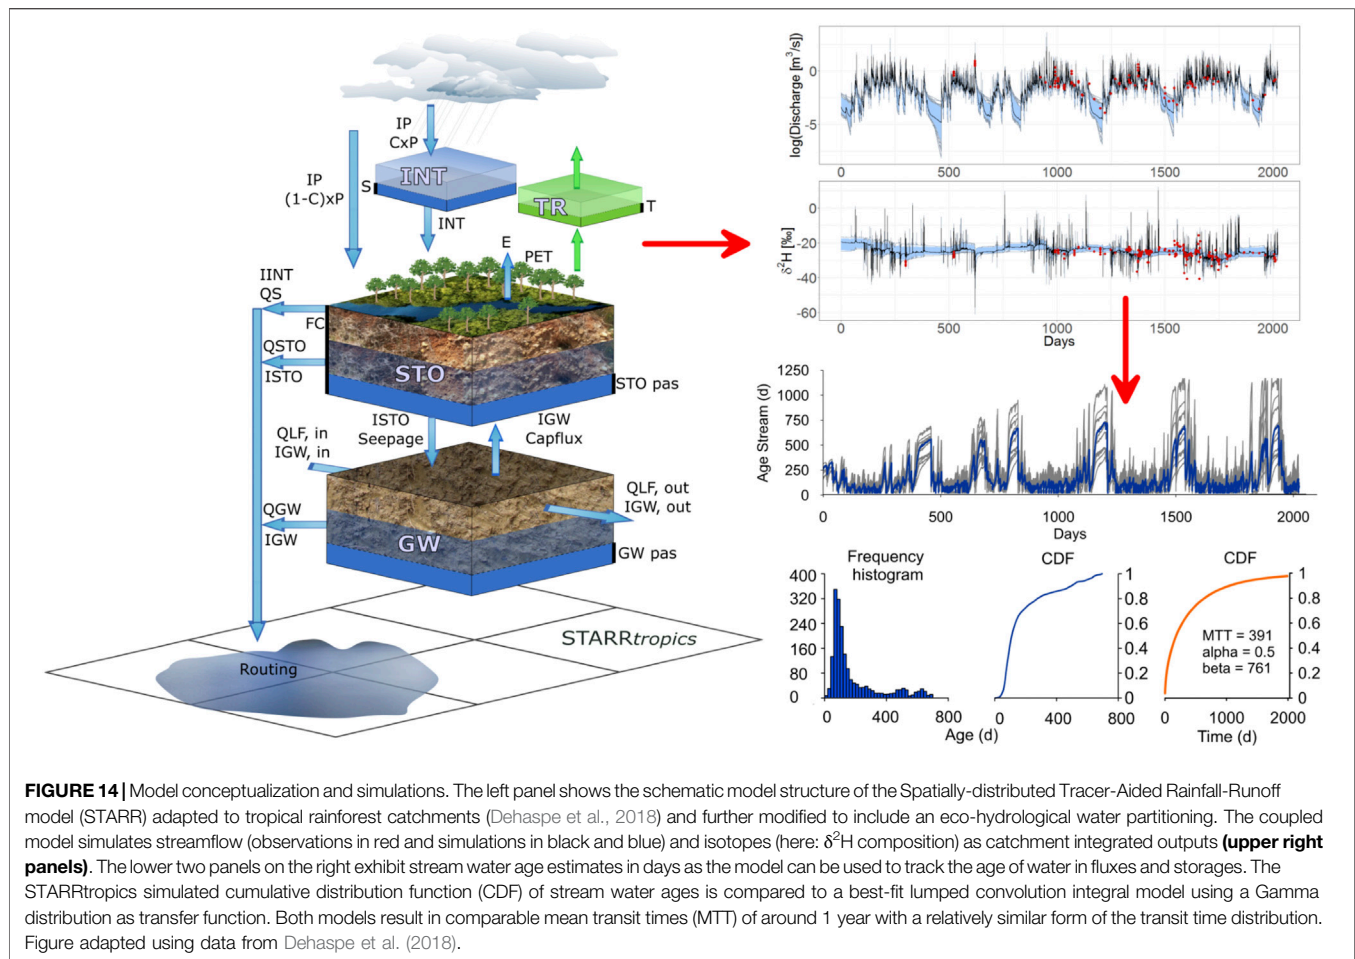 IP
CxP
IP
(1-C)xP
INT
S
INT
TR
T
E
PET
IINT
QS
FC
QSTO
ISTO
STO
STO pas
ISTO
Seepage
IGW
Capflux
QLF, in
IGW, in
QLF, out
IGW, out
QGW
IGW
GW
GW pas
STARRtropics
Routing
log(Discharge [m³/s])
0
-5
0 500 1000 1500 2000
δ²H [‰]
0
-20
-40
-60
0 500 1000 1500 2000
Days
Age Stream (d)
1250
1000
750
500
250
0
0 500 1000 1500 2000
Days
Frequency
histogram
400
320
240
160
80
0
0 400 800
Age (d)
CDF
1
0.8
0.6
0.4
0.2
0
0 400 800
CDF
1
0.8
0.6
0.4
0.2
0
MTT = 391
alpha = 0.5
beta = 761
0 1000 2000
Time (d)
FIGURE 14 | Model conceptualization and simulations. The left panel shows the schematic model structure of the Spatially-distributed Tracer-Aided Rainfall-Runoff
model (STARR) adapted to tropical rainforest catchments (Dehaspe et al., 2018) and further modified to include an eco-hydrological water partitioning. The coupled
model simulates streamflow (observations in red and simulations in black and blue) and isotopes (here: δ²H composition) as catchment integrated outputs (upper right
panels). The lower two panels on the right exhibit stream water age estimates in days as the model can be used to track the age of water in fluxes and storages. The
STARRtropics simulated cumulative distribution function (CDF) of stream water ages is compared to a best-fit lumped convolution integral model using a Gamma
distribution as transfer function. Both models result in comparable mean transit times (MTT) of around 1 year with a relatively similar form of the transit time distribution.
Figure adapted using data from Dehaspe et al. (2018).